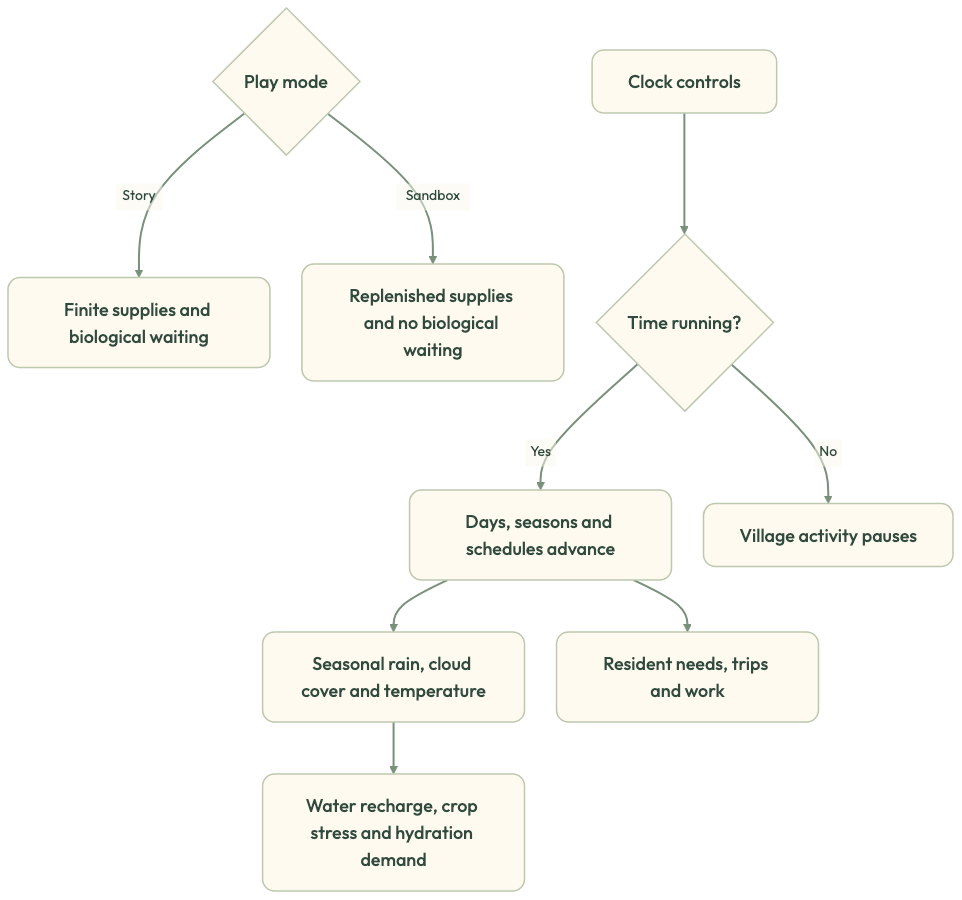 Play mode
Clock controls
Story
Sandbox
Finite supplies and
biological waiting
Replenished supplies
and no biological
waiting
Time running?
Yes
No
Days, seasons and
schedules advance
Village activity pauses
Seasonal rain, cloud
cover and temperature
Resident needs, trips
and work
Water recharge, crop
stress and hydration
demand